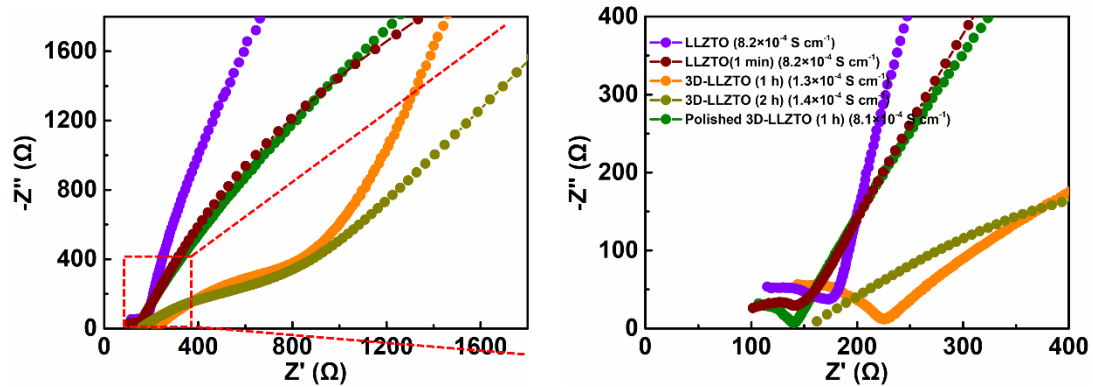 1600
1200
800
400
0
-Z'' (Ω)
0 400 800 1200 1600
Z' (Ω)
400
300
200
100
0
-Z'' (Ω)
LLZTO (8.2×10⁻⁴ S cm⁻¹)
LLZTO(1 min) (8.2×10⁻⁴ S cm⁻¹)
3D-LLZTO (1 h) (1.3×10⁻⁴ S cm⁻¹)
3D-LLZTO (2 h) (1.4×10⁻⁴ S cm⁻¹)
Polished 3D-LLZTO (1 h) (8.1×10⁻⁴ S cm⁻¹)
0 100 200 300 400
Z' (Ω)